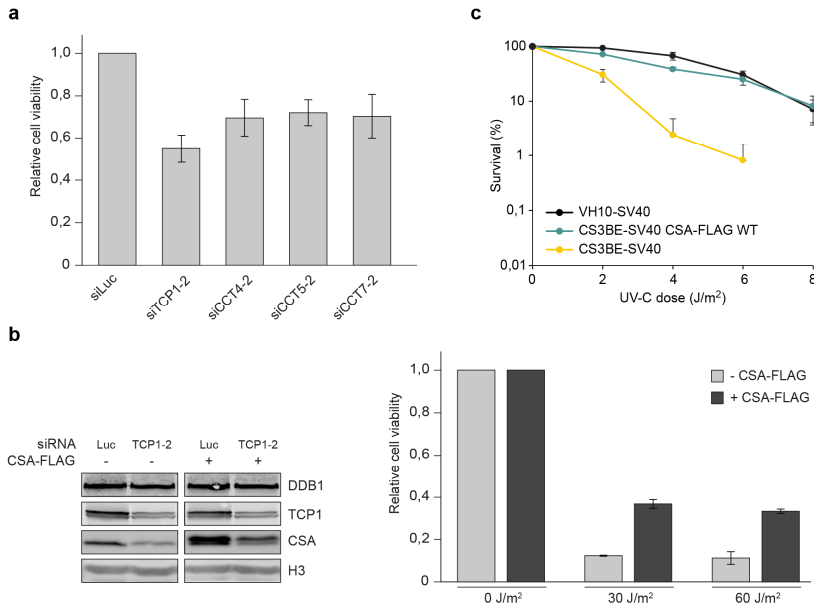 a
Relative cell viability
1,0
0,8
0,6
0,4
0,2
0
siLuc
siTCP1-2
siCCT4-2
siCCT5-2
siCCT7-2
c
Survival (%)
100
10
1
0,1
0,01
VH10-SV40
CS3BE-SV40 CSA-FLAG WT
CS3BE-SV40
0 2 4 6 8
UV-C dose (J/m²)
b
siRNA Luc TCP1-2 Luc TCP1-2
CSA-FLAG - - + +
DDB1
TCP1
CSA
H3
Relative cell viability
1,0
0,8
0,6
0,4
0,2
0
- CSA-FLAG
+ CSA-FLAG
0 J/m² 30 J/m² 60 J/m²